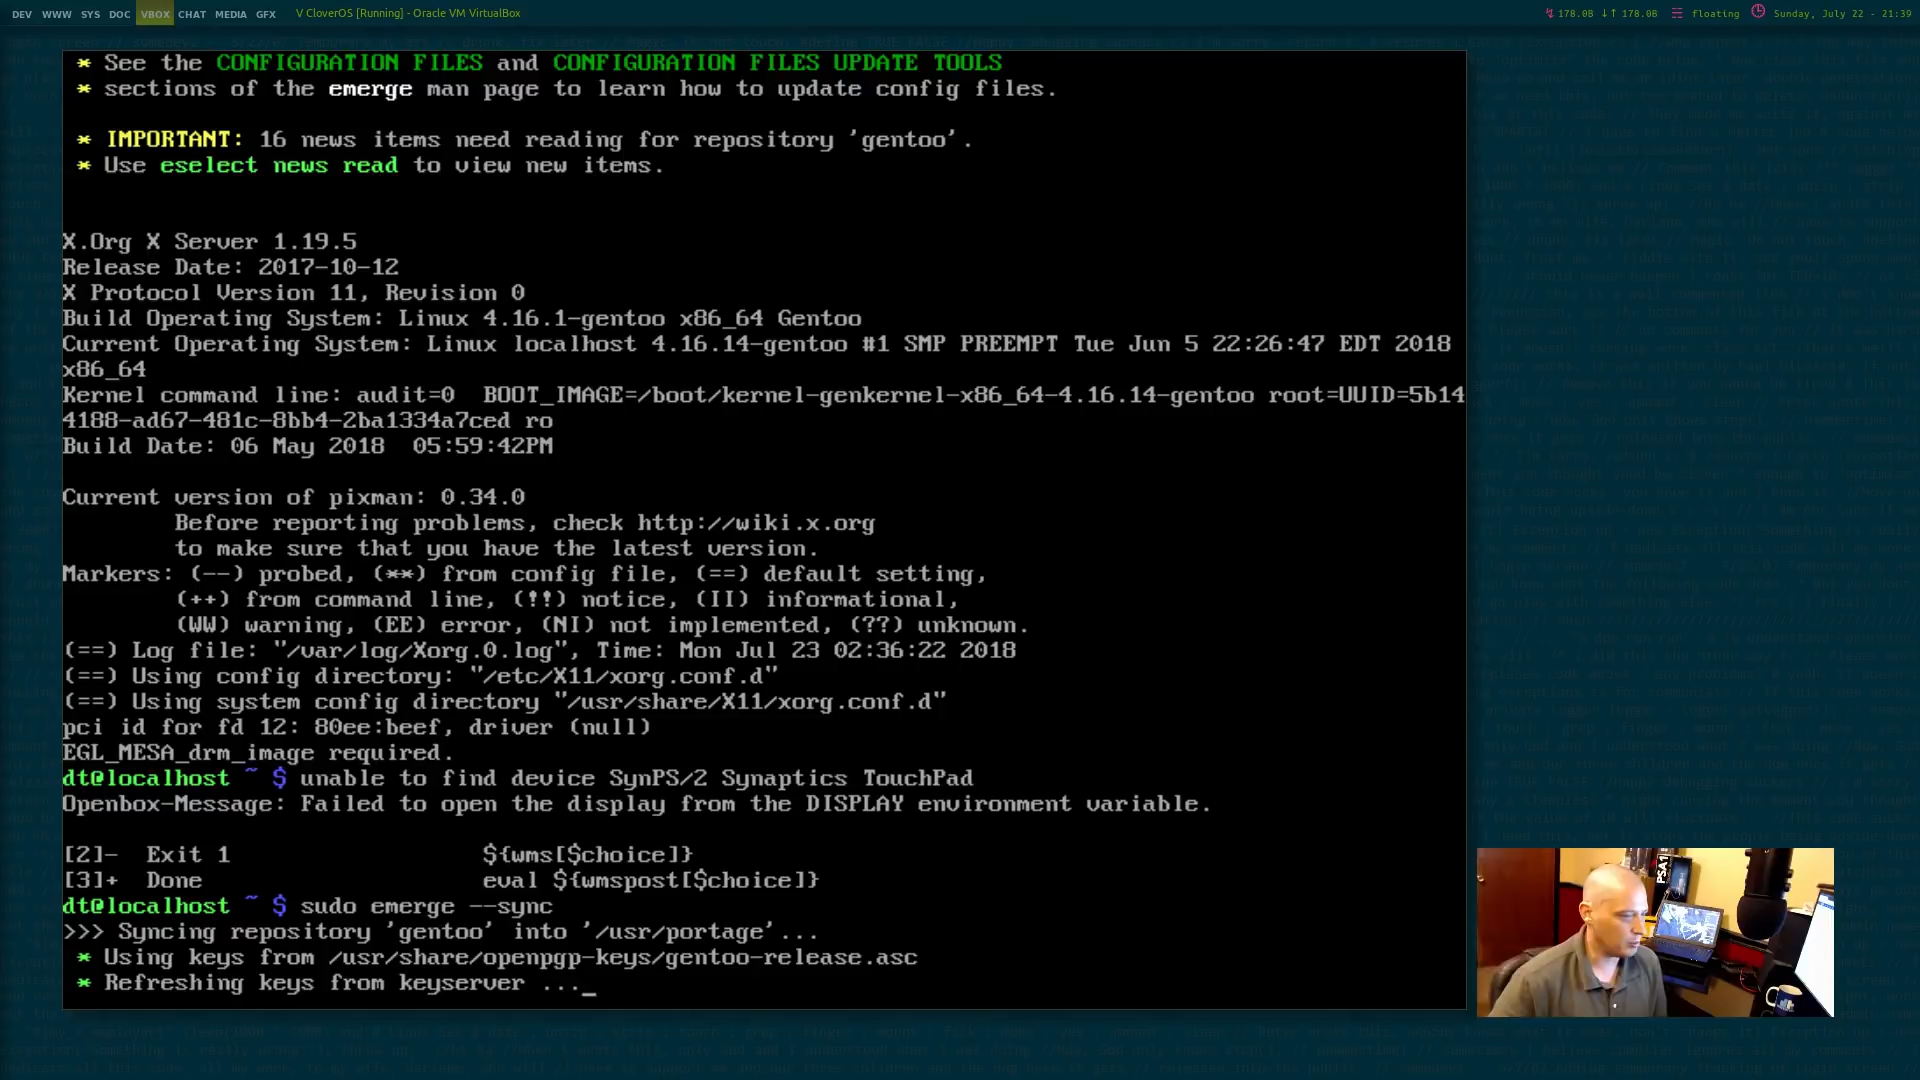 DEV WWW SYS DOC VBOX CHAT MEDIA GFX V CloverOS [Running] - Oracle VM VirtualBox 178.0B ↓↑ 178.0B floating Sunday, July 22 - 21:39
* See the CONFIGURATION FILES and CONFIGURATION FILES UPDATE TOOLS
* sections of the emerge man page to learn how to update config files.
* IMPORTANT: 16 news items need reading for repository 'gentoo'.
* Use eselect news read to view new items.
X.Org X Server 1.19.5
Release Date: 2017-10-12
X Protocol Version 11, Revision 0
Build Operating System: Linux 4.16.1-gentoo x86_64 Gentoo
Current Operating System: Linux localhost 4.16.14-gentoo #1 SMP PREEMPT Tue Jun 5 22:26:47 EDT 2018
x86_64
Kernel command line: audit=0  BOOT_IMAGE=/boot/kernel-genkernel-x86_64-4.16.14-gentoo root=UUID=5b14
4188-ad67-481c-8bb4-2ba1334a7ced ro
Build Date: 06 May 2018  05:59:42PM
Current version of pixman: 0.34.0
Before reporting problems, check http://wiki.x.org
to make sure that you have the latest version.
Markers: (--) probed, (**) from config file, (==) default setting,
(++) from command line, (!!) notice, (II) informational,
(WW) warning, (EE) error, (NI) not implemented, (??) unknown.
(==) Log file: "/var/log/Xorg.0.log", Time: Mon Jul 23 02:36:22 2018
(==) Using config directory: "/etc/X11/xorg.conf.d"
(==) Using system config directory "/usr/share/X11/xorg.conf.d"
pci id for fd 12: 80ee:beef, driver (null)
EGL_MESA_drm_image required.
dt@localhost ~ $ unable to find device SynPS/2 Synaptics TouchPad
Openbox-Message: Failed to open the display from the DISPLAY environment variable.
[2]-  Exit 1                  ${wms[$choice]}
[3]+  Done                    eval ${wmspost[$choice]}
dt@localhost ~ $ sudo emerge --sync
>>> Syncing repository 'gentoo' into '/usr/portage'...
* Using keys from /usr/share/openpgp-keys/gentoo-release.asc
* Refreshing keys from keyserver ..._
PSA1